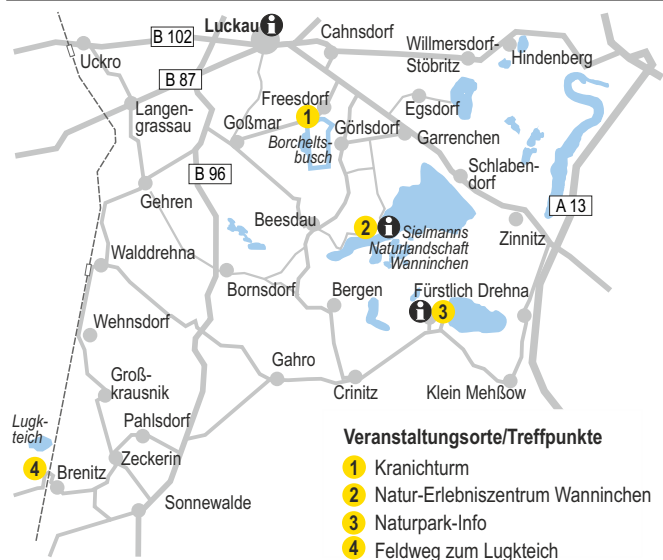 Luckau i
B 102
Cahnsdorf
Willmersdorf-
Stöbritz
Hindenberg
Uckro
B 87
Langen-
grassau
Freesdorf
1
Egsdorf
Goßmar
Görlsdorf
Garrenchen
Borchelts-
busch
Schlaben-
dorf
B 96
Gehren
A 13
Beesdau
2 i Sielmanns
Naturlandschaft
Wanninchen
Zinnitz
Walddrehna
Bornsdorf
Bergen
Fürstlich Drehna
i 3
Wehnsdorf
Gahro
Groß-
krausnik
Crinitz
Klein Mehßow
Lugk-
teich
Pahlsdorf
Zeckerin
4
Brenitz
Sonnewalde
Veranstaltungsorte/Treffpunkte
1 Kranichturm
2 Natur-Erlebniszentrum Wanninchen
3 Naturpark-Info
4 Feldweg zum Lugkteich